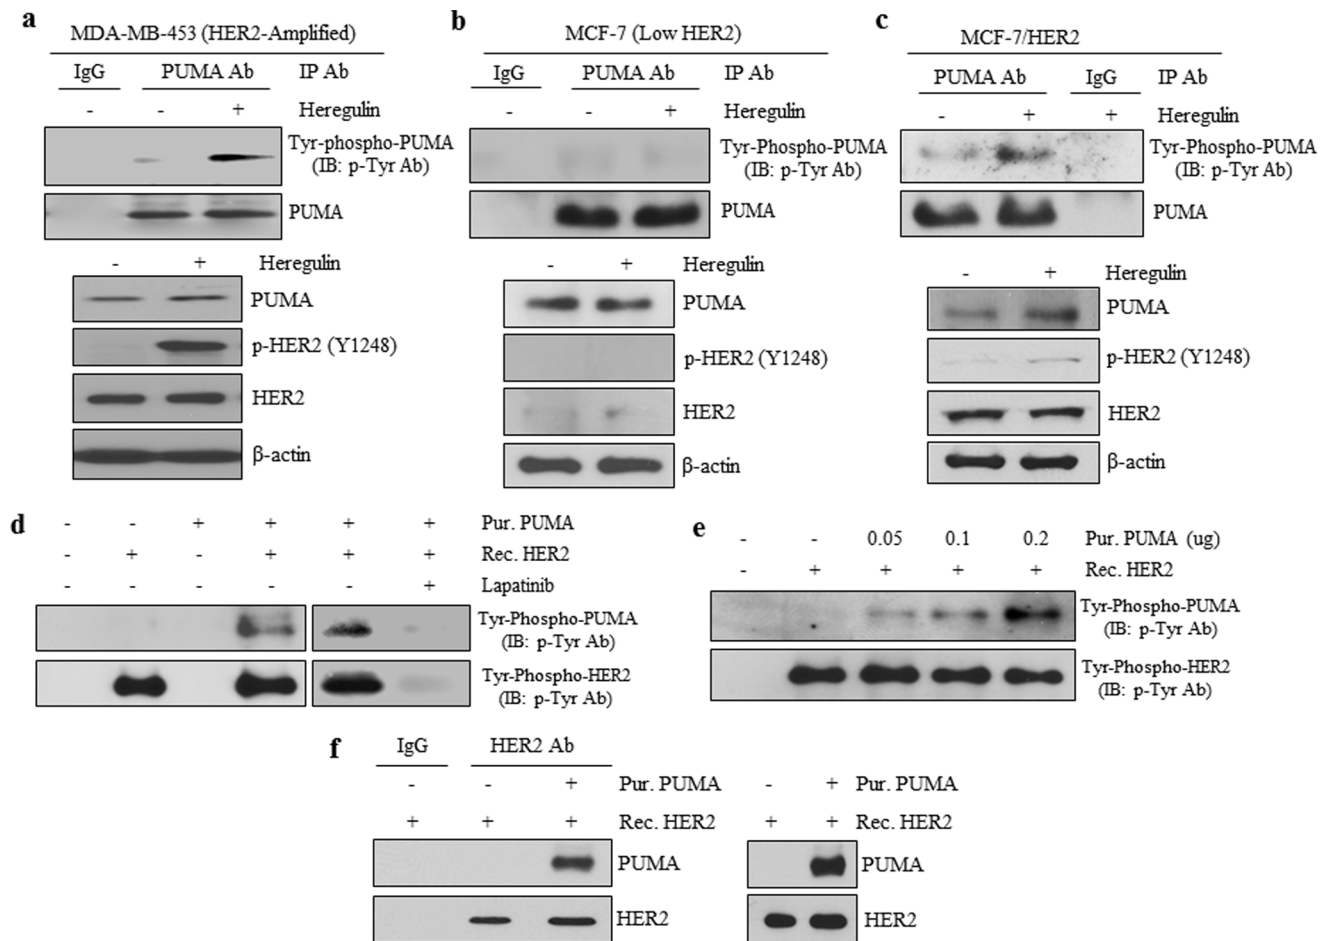 a
MDA-MB-453 (HER2-Amplified)
IgG PUMA Ab IP Ab
- - + Heregulin
Tyr-phospho-PUMA
(IB: p-Tyr Ab)
PUMA
- + Heregulin
PUMA
p-HER2 (Y1248)
HER2
β-actin
b
MCF-7 (Low HER2)
IgG PUMA Ab IP Ab
- - + Heregulin
Tyr-Phospho-PUMA
(IB: p-Tyr Ab)
PUMA
- + Heregulin
PUMA
p-HER2 (Y1248)
HER2
β-actin
c
MCF-7/HER2
PUMA Ab IgG IP Ab
- + + Heregulin
Tyr-Phospho-PUMA
(IB: p-Tyr Ab)
PUMA
- + Heregulin
PUMA
p-HER2 (Y1248)
HER2
β-actin
d
- - + + + + Pur. PUMA
- + - + + + Rec. HER2
- - - - - + Lapatinib
Tyr-Phospho-PUMA
(IB: p-Tyr Ab)
Tyr-Phospho-HER2
(IB: p-Tyr Ab)
e
- - 0.05 0.1 0.2 Pur. PUMA (ug)
- + + + + Rec. HER2
Tyr-Phospho-PUMA
(IB: p-Tyr Ab)
Tyr-Phospho-HER2
(IB: p-Tyr Ab)
f
IgG HER2 Ab
- - + Pur. PUMA
+ + + Rec. HER2
PUMA
HER2
- + Pur. PUMA
+ + Rec. HER2
PUMA
HER2